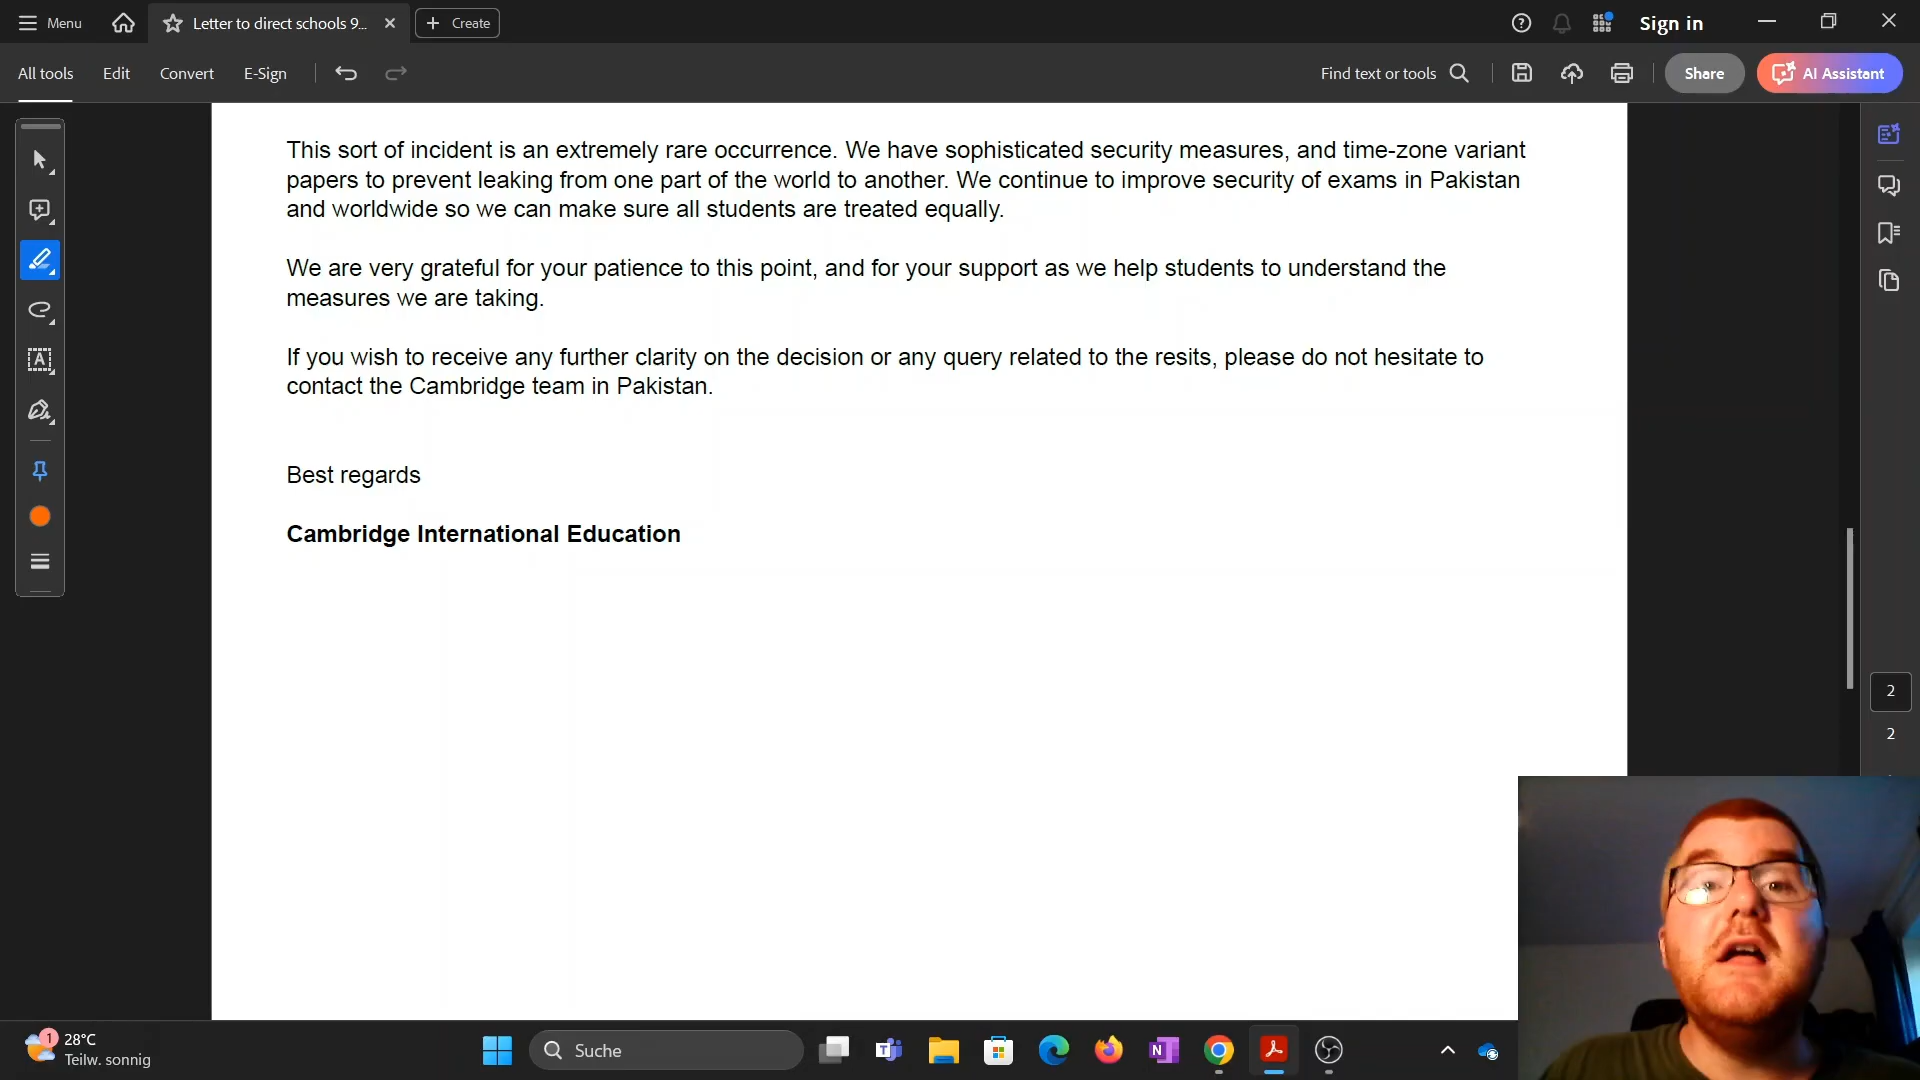 Menu
Letter to direct schools 9...
Create
Sign in
All tools
Edit
Convert
E-Sign
Find text or tools
Share
AI Assistant
This sort of incident is an extremely rare occurrence. We have sophisticated security measures, and time-zone variant
papers to prevent leaking from one part of the world to another. We continue to improve security of exams in Pakistan
and worldwide so we can make sure all students are treated equally.
We are very grateful for your patience to this point, and for your support as we help students to understand the
measures we are taking.
If you wish to receive any further clarity on the decision or any query related to the resits, please do not hesitate to
contact the Cambridge team in Pakistan.
Best regards
Cambridge International Education
2
2
1
28°C
Teilw. sonnig
Suche